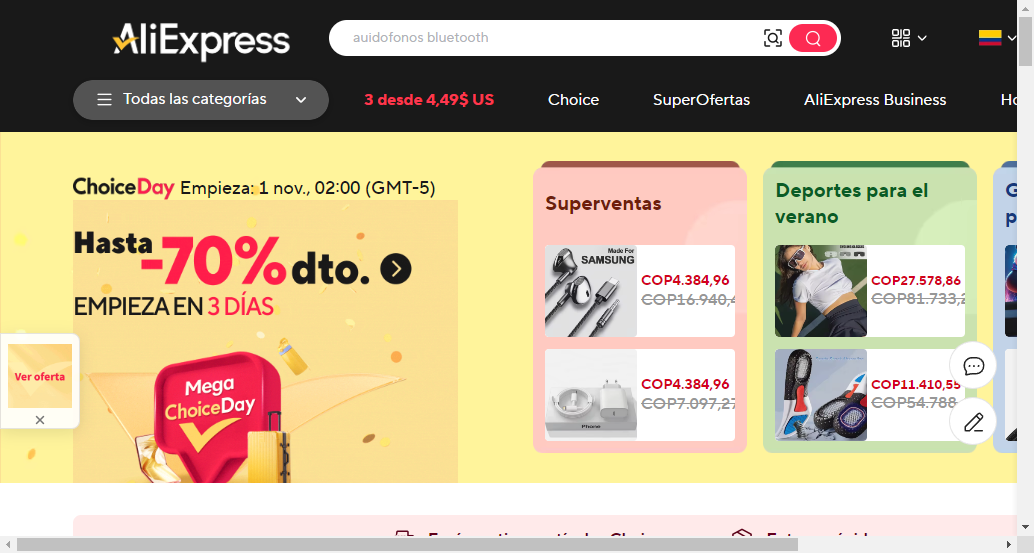 AliExpress
auidofonos bluetooth
Todas las categorías
3 desde 4,49$ US
Choice
SuperOfertas
AliExpress Business
ChoiceDay Empieza: 1 nov., 02:00 (GMT-5)
Hasta -70% dto.
EMPIEZA EN 3 DÍAS
Mega
ChoiceDay
Ver oferta
Superventas
Made For
SAMSUNG
COP4.384,96
COP16.940,4
Phone
COP4.384,96
COP7.097,27
Deportes para el
verano
COP27.578,86
COP81.733,2
COP11.410,55
COP54.788